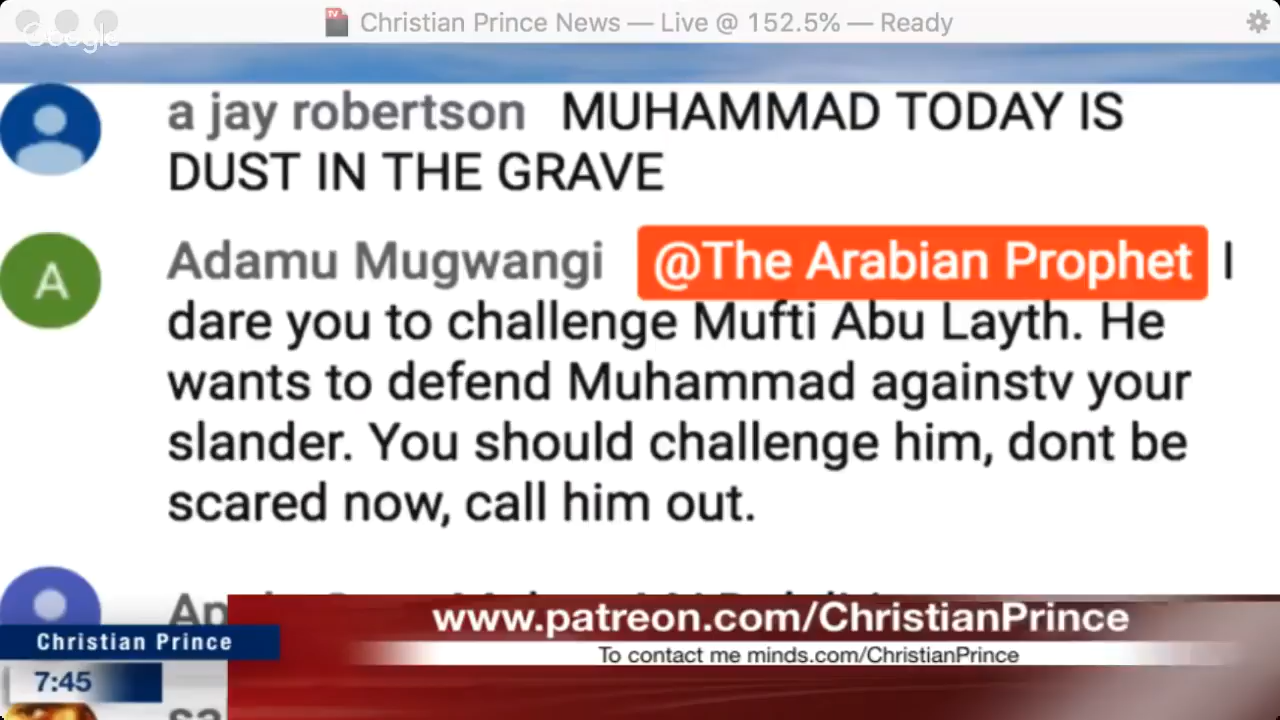 Google
Christian Prince News — Live @ 152.5% — Ready
a jay robertson MUHAMMAD TODAY IS
DUST IN THE GRAVE
A
Adamu Mugwangi @The Arabian Prophet I
dare you to challenge Mufti Abu Layth. He
wants to defend Muhammad againstv your
slander. You should challenge him, dont be
scared now, call him out.
www.patreon.com/ChristianPrince
Christian Prince
To contact me minds.com/ChristianPrince
7:45